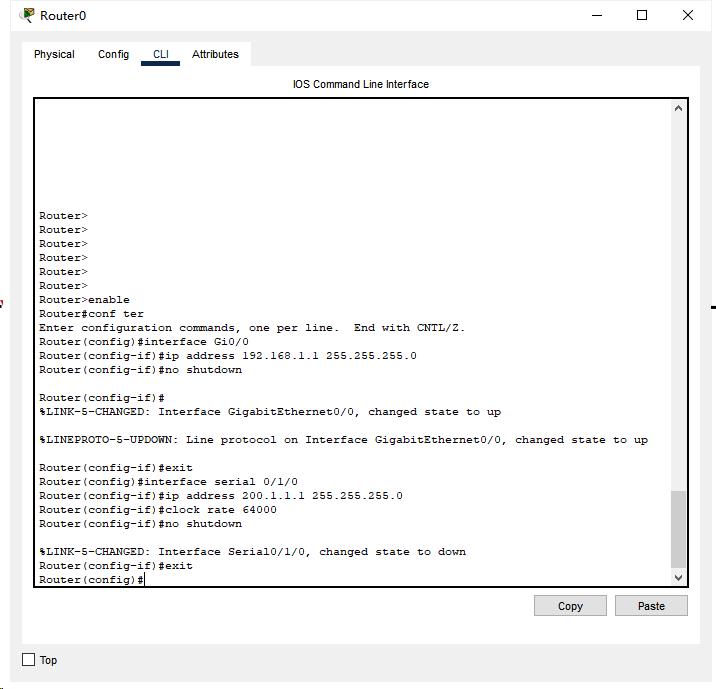 Router0
Physical Config CLI Attributes
IOS Command Line Interface
Router>
Router>
Router>
Router>
Router>
Router>
Router>enable
Router#conf ter
Enter configuration commands, one per line.  End with CNTL/Z.
Router(config)#interface Gi0/0
Router(config-if)#ip address 192.168.1.1 255.255.255.0
Router(config-if)#no shutdown
Router(config-if)#
%LINK-5-CHANGED: Interface GigabitEthernet0/0, changed state to up
%LINEPROTO-5-UPDOWN: Line protocol on Interface GigabitEthernet0/0, changed state to up
Router(config-if)#exit
Router(config)#interface serial 0/1/0
Router(config-if)#ip address 200.1.1.1 255.255.255.0
Router(config-if)#clock rate 64000
Router(config-if)#no shutdown
%LINK-5-CHANGED: Interface Serial0/1/0, changed state to down
Router(config-if)#exit
Router(config)#
Copy Paste
Top